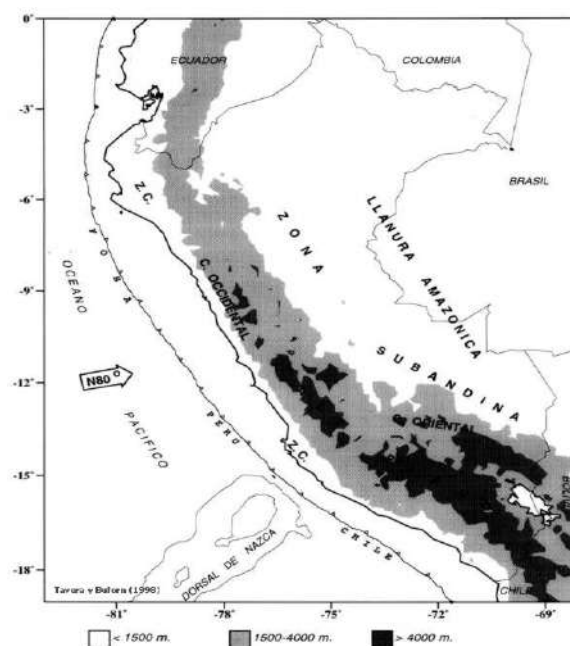 0°
-3°
-6°
-9°
-12°
-15°
-18°
ECUADOR
COLOMBIA
BRASIL
Z.C.
ZONA
LLANURA AMAZONICA
FOSA
OCEANO
C. OCCIDENTAL
SUBANDINA
N80°
PACIFICO
PERU
ORIENTAL
Z.C.
CHILE
DORSAL DE NAZCA
CHILE
Tavera y Buforn (1998)
-81°
-78°
-75°
-72°
-69°
< 1500 m.
1500-4000 m.
> 4000 m.